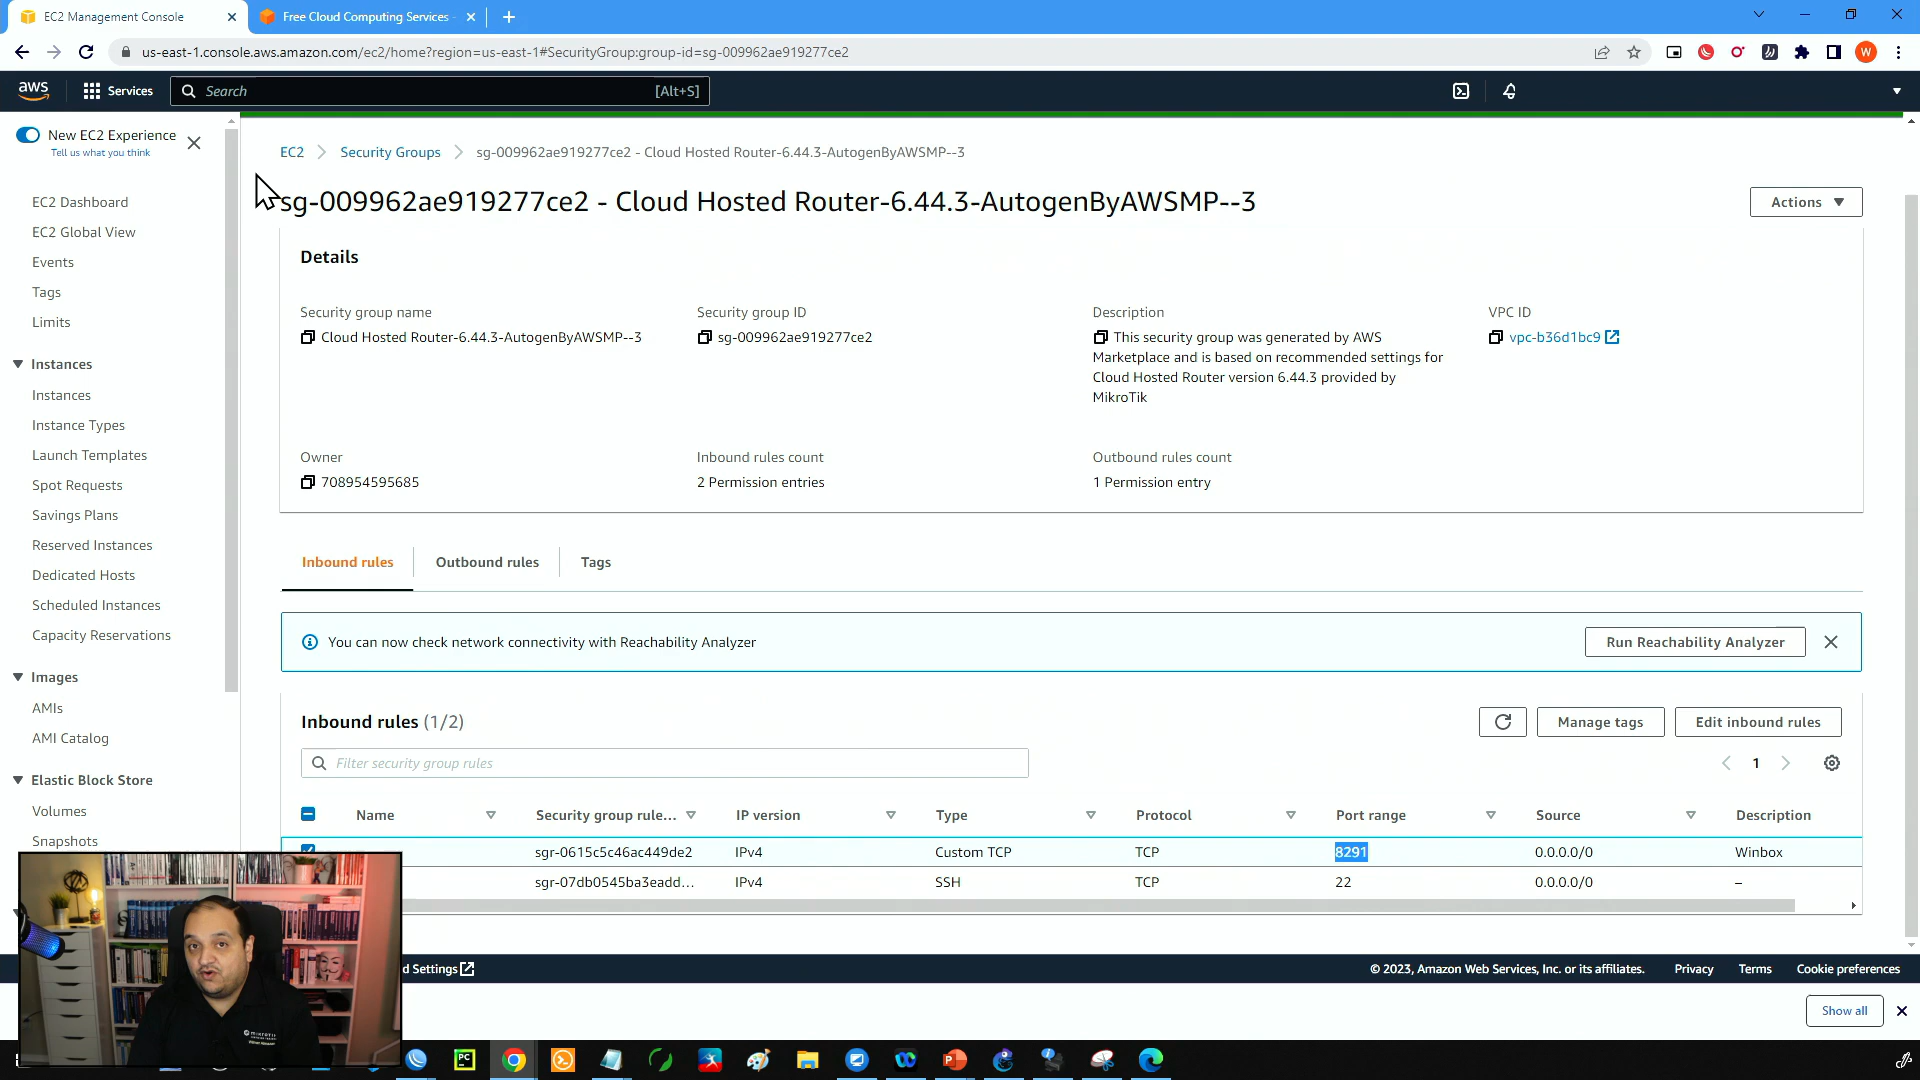 EC2 Management Console
Free Cloud Computing Services -
us-east-1.console.aws.amazon.com/ec2/home?region=us-east-1#SecurityGroup:group-id=sg-009962ae919277ce2
W
aws
Services
Search
[Alt+S]
New EC2 Experience
Tell us what you think
EC2 Dashboard
EC2 Global View
Events
Tags
Limits
Instances
Instances
Instance Types
Launch Templates
Spot Requests
Savings Plans
Reserved Instances
Dedicated Hosts
Scheduled Instances
Capacity Reservations
Images
AMIs
AMI Catalog
Elastic Block Store
Volumes
Snapshots
EC2
Security Groups
sg-009962ae919277ce2 - Cloud Hosted Router-6.44.3-AutogenByAWSMP--3
sg-009962ae919277ce2 - Cloud Hosted Router-6.44.3-AutogenByAWSMP--3
Actions
Details
Security group name
Cloud Hosted Router-6.44.3-AutogenByAWSMP--3
Security group ID
sg-009962ae919277ce2
Description
This security group was generated by AWS
Marketplace and is based on recommended settings for
Cloud Hosted Router version 6.44.3 provided by
MikroTik
VPC ID
vpc-b36d1bc9
Owner
708954595685
Inbound rules count
2 Permission entries
Outbound rules count
1 Permission entry
Inbound rules
Outbound rules
Tags
You can now check network connectivity with Reachability Analyzer
Run Reachability Analyzer
Inbound rules (1/2)
Manage tags
Edit inbound rules
Filter security group rules
1
Name Security group rule... IP version Type Protocol Port range Source Description
sgr-0615c5c46ac449de2 IPv4 Custom TCP TCP 8291 0.0.0.0/0 Winbox
sgr-07db0545ba3eadd... IPv4 SSH TCP 22 0.0.0.0/0 –
d Settings
© 2023, Amazon Web Services, Inc. or its affiliates.
Privacy
Terms
Cookie preferences
Show all
PC